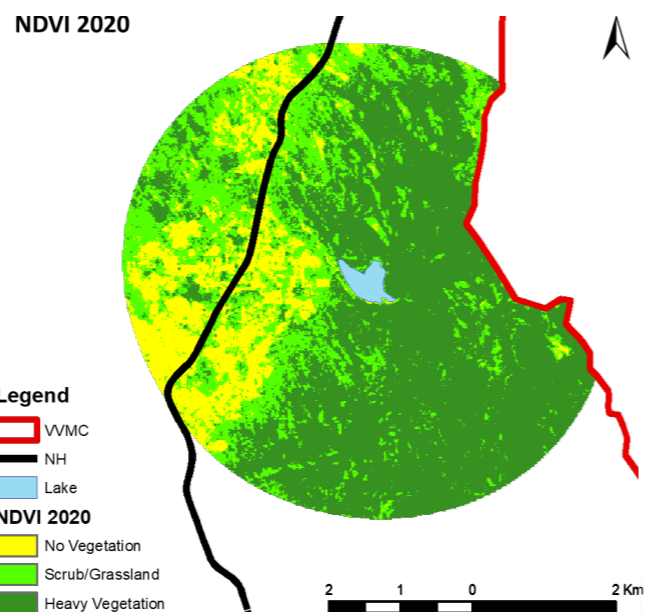 NDVI 2020
Legend
VVMC
NH
Lake
NDVI 2020
No Vegetation
Scrub/Grassland
Heavy Vegetation
2 1 0 2 Km